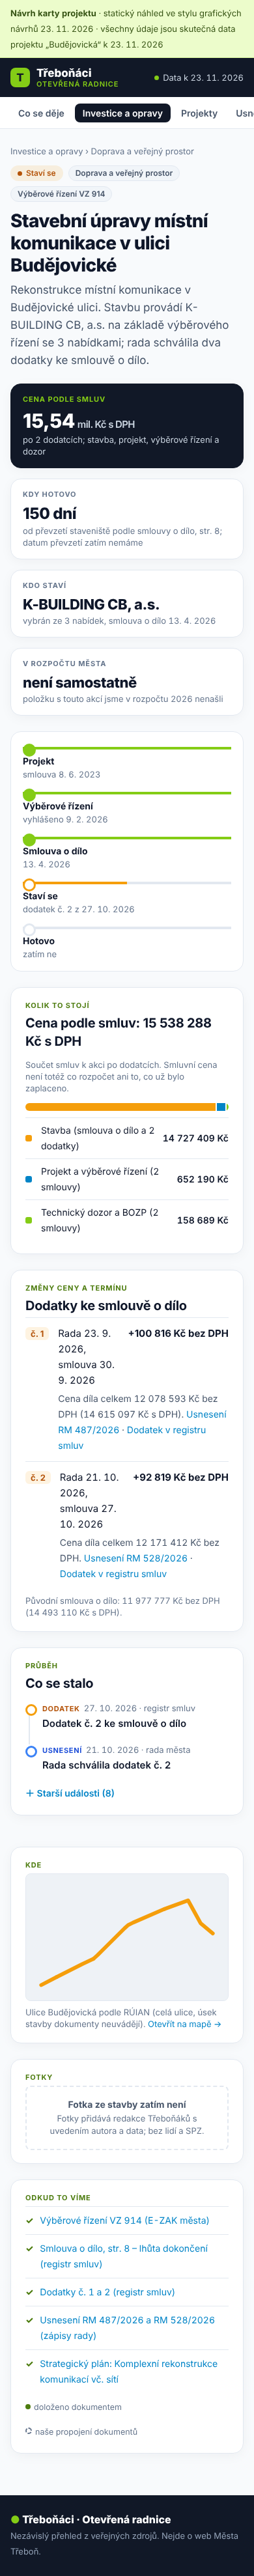 Návrh karty projektu · statický náhled ve stylu grafických
návrhů 23. 11. 2026 · všechny údaje jsou skutečná data
projektu „Budějovická“ k 23. 11. 2026
T
Třeboňáci
OTEVŘENÁ RADNICE
Data k 23. 11. 2026
Co se děje
Investice a opravy
Projekty
Usne
Investice a opravy › Doprava a veřejný prostor
Staví se
Doprava a veřejný prostor
Výběrové řízení VZ 914
Stavební úpravy místní
komunikace v ulici
Budějovické
Rekonstrukce místní komunikace v
Budějovické ulici. Stavbu provádí K-
BUILDING CB, a.s. na základě výběrového
řízení se 3 nabídkami; rada schválila dva
dodatky ke smlouvě o dílo.
CENA PODLE SMLUV
15,54 mil. Kč s DPH
po 2 dodatcích; stavba, projekt, výběrové řízení a
dozor
KDY HOTOVO
150 dní
od převzetí staveniště podle smlouvy o dílo, str. 8;
datum převzetí zatím nemáme
KDO STAVÍ
K-BUILDING CB, a.s.
vybrán ze 3 nabídek, smlouva o dílo 13. 4. 2026
V ROZPOČTU MĚSTA
není samostatně
položku s touto akcí jsme v rozpočtu 2026 nenašli
Projekt
smlouva 8. 6. 2023
Výběrové řízení
vyhlášeno 9. 2. 2026
Smlouva o dílo
13. 4. 2026
Staví se
dodatek č. 2 z 27. 10. 2026
Hotovo
zatím ne
KOLIK TO STOJÍ
Cena podle smluv: 15 538 288
Kč s DPH
Součet smluv k akci po dodatcích. Smluvní cena
není totéž co rozpočet ani to, co už bylo
zaplaceno.
Stavba (smlouva o dílo a 2
dodatky)
14 727 409 Kč
Projekt a výběrové řízení (2
smlouvy)
652 190 Kč
Technický dozor a BOZP (2
smlouvy)
158 689 Kč
ZMĚNY CENY A TERMÍNU
Dodatky ke smlouvě o dílo
č. 1
Rada 23. 9.
2026,
smlouva 30.
9. 2026
+100 816 Kč bez DPH
Cena díla celkem 12 078 593 Kč bez
DPH (14 615 097 Kč s DPH). Usnesení
RM 487/2026 · Dodatek v registru
smluv
č. 2
Rada 21. 10.
2026,
smlouva 27.
10. 2026
+92 819 Kč bez DPH
Cena díla celkem 12 171 412 Kč bez
DPH. Usnesení RM 528/2026 ·
Dodatek v registru smluv
Původní smlouva o dílo: 11 977 777 Kč bez DPH
(14 493 110 Kč s DPH).
PRŮBĚH
Co se stalo
DODATEK 27. 10. 2026 · registr smluv
Dodatek č. 2 ke smlouvě o dílo
USNESENÍ 21. 10. 2026 · rada města
Rada schválila dodatek č. 2
+ Starší události (8)
KDE
Ulice Budějovická podle RÚIAN (celá ulice, úsek
stavby dokumenty neuvádějí). Otevřít na mapě →
FOTKY
Fotka ze stavby zatím není
Fotky přidává redakce Třeboňáků s
uvedením autora a data; bez lidí a SPZ.
ODKUD TO VÍME
✓ Výběrové řízení VZ 914 (E-ZAK města)
✓ Smlouva o dílo, str. 8 – lhůta dokončení
(registr smluv)
✓ Dodatky č. 1 a 2 (registr smluv)
✓ Usnesení RM 487/2026 a RM 528/2026
(zápisy rady)
✓ Strategický plán: Komplexní rekonstrukce
komunikací vč. sítí
doloženo dokumentem
naše propojení dokumentů
Třeboňáci · Otevřená radnice
Nezávislý přehled z veřejných zdrojů. Nejde o web Města
Třeboň.